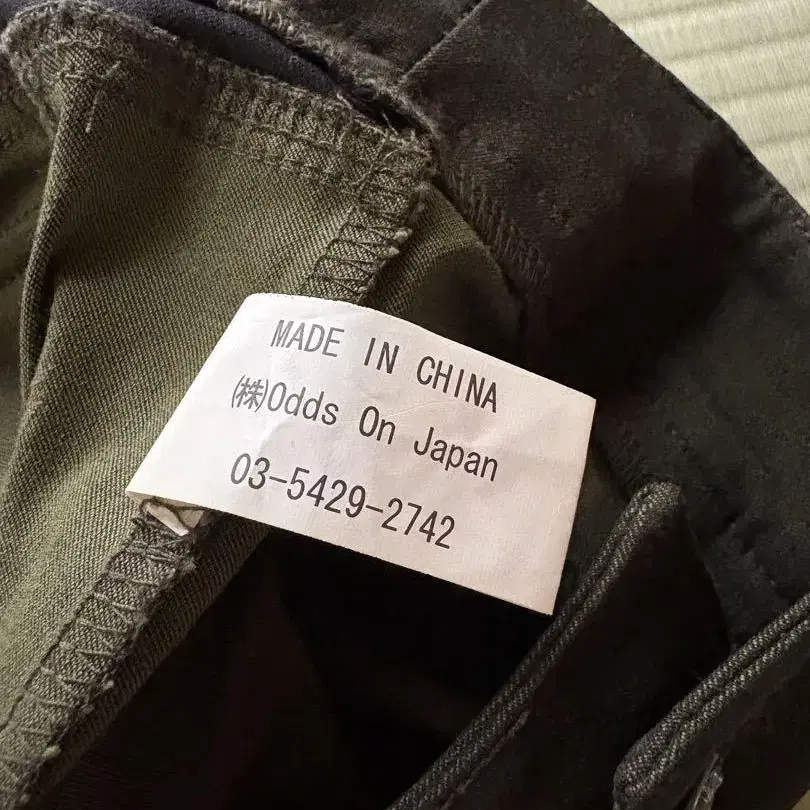 MADE IN CHINA
㈱Odds On Japan
03-5429-2742